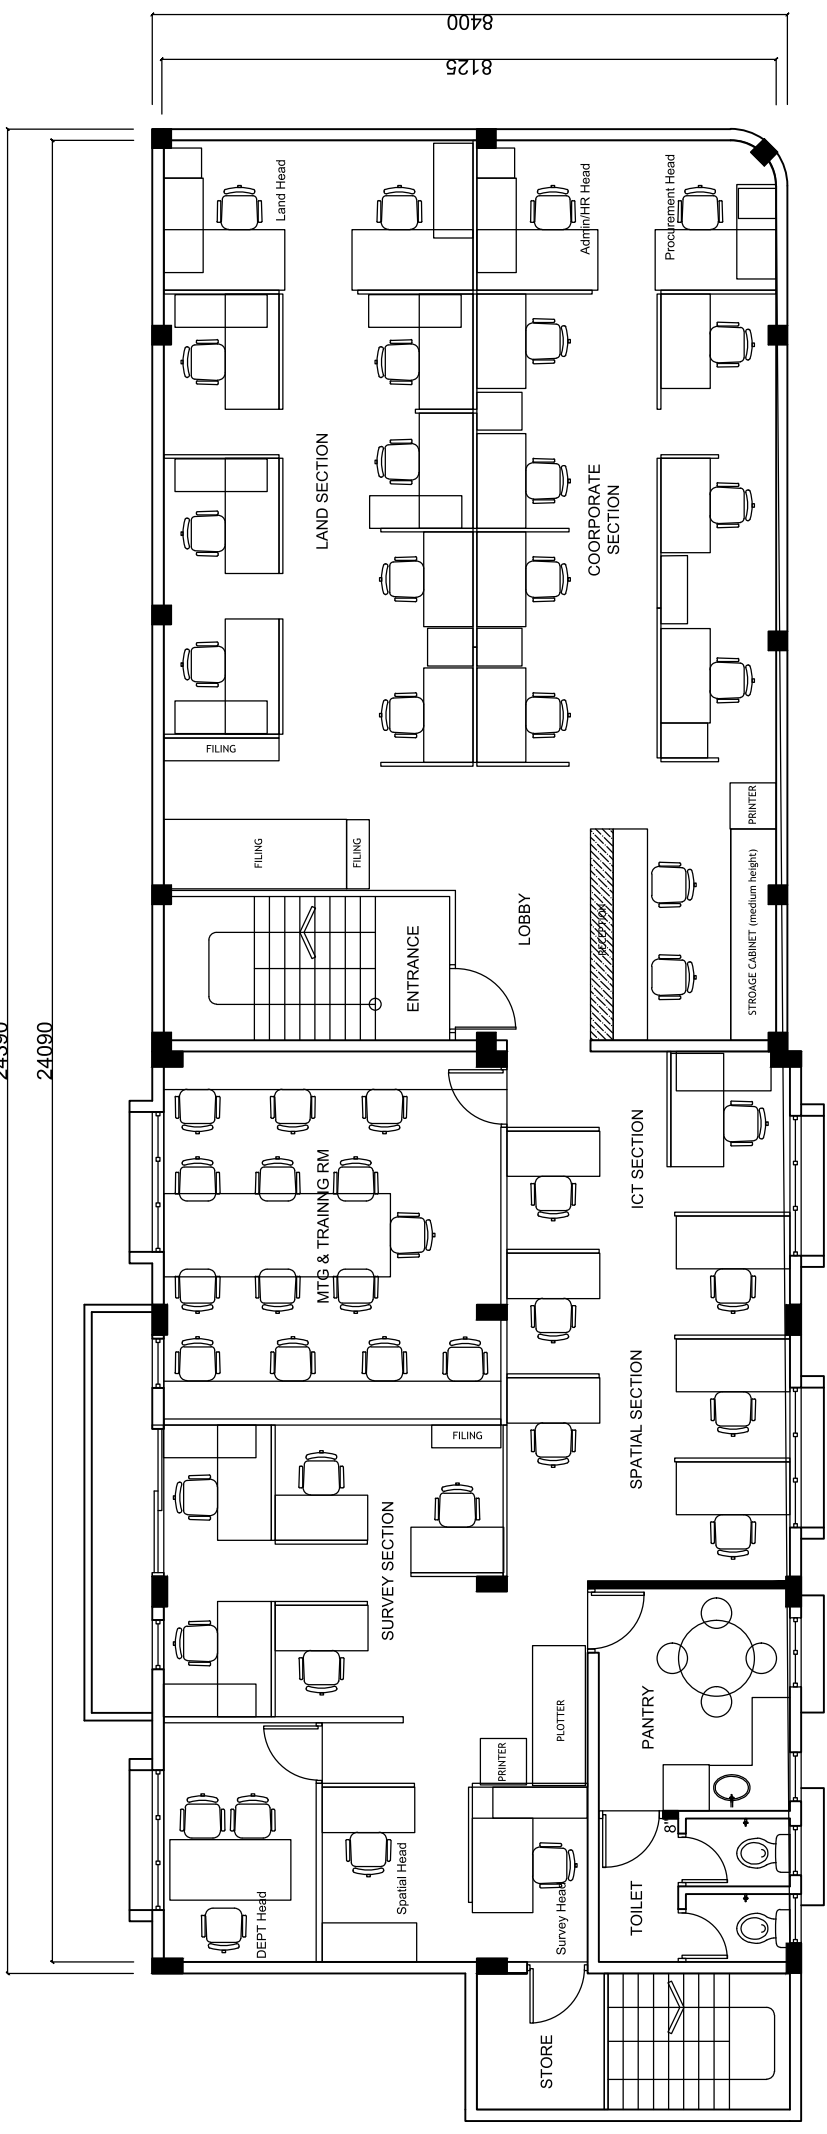 8400
8125
24390
24090
Land Head
Admin/HR Head
Procurement Head
LAND SECTION
COORPORATE
SECTION
FILING
FILING
FILING
PRINTER
STROAGE CABINET (medium height)
RECEPTION
LOBBY
ENTRANCE
MTG & TRAINNG RM
ICT SECTION
SPATIAL SECTION
FILING
SURVEY SECTION
PLOTTER
PRINTER
PANTRY
8"
DEPT Head
Spatial Head
Survey Head
TOILET
STORE